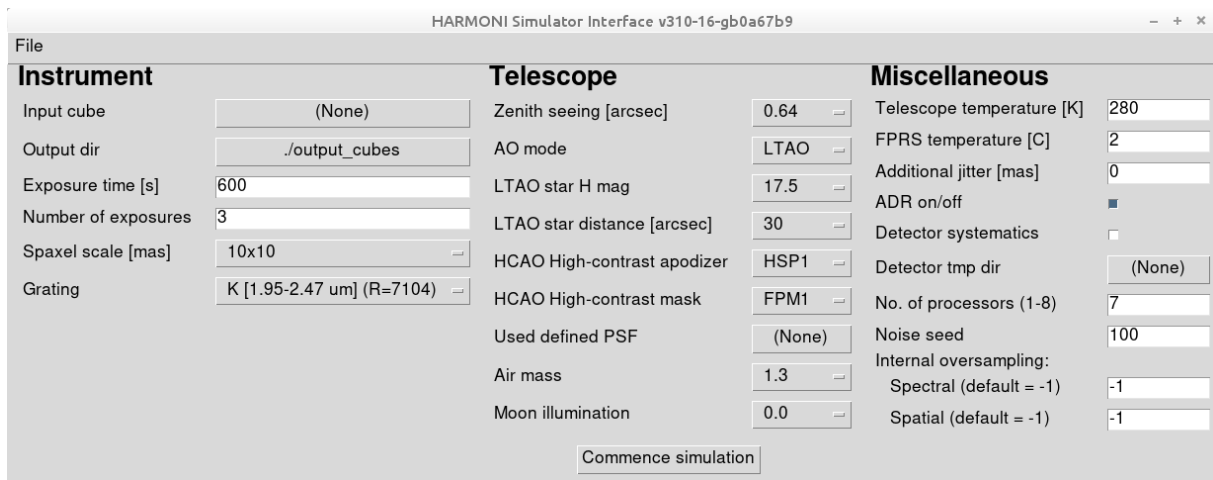 HARMONI Simulator Interface v310-16-gb0a67b9
File
Instrument
Input cube (None)
Output dir ./output_cubes
Exposure time [s] 600
Number of exposures 3
Spaxel scale [mas] 10x10
Grating K [1.95-2.47 um] (R=7104)
Telescope
Zenith seeing [arcsec] 0.64
AO mode LTAO
LTAO star H mag 17.5
LTAO star distance [arcsec] 30
HCAO High-contrast apodizer HSP1
HCAO High-contrast mask FPM1
Used defined PSF (None)
Air mass 1.3
Moon illumination 0.0
Miscellaneous
Telescope temperature [K] 280
FPRS temperature [C] 2
Additional jitter [mas] 0
ADR on/off
Detector systematics
Detector tmp dir (None)
No. of processors (1-8) 7
Noise seed 100
Internal oversampling:
Spectral (default = -1) -1
Spatial (default = -1) -1
Commence simulation